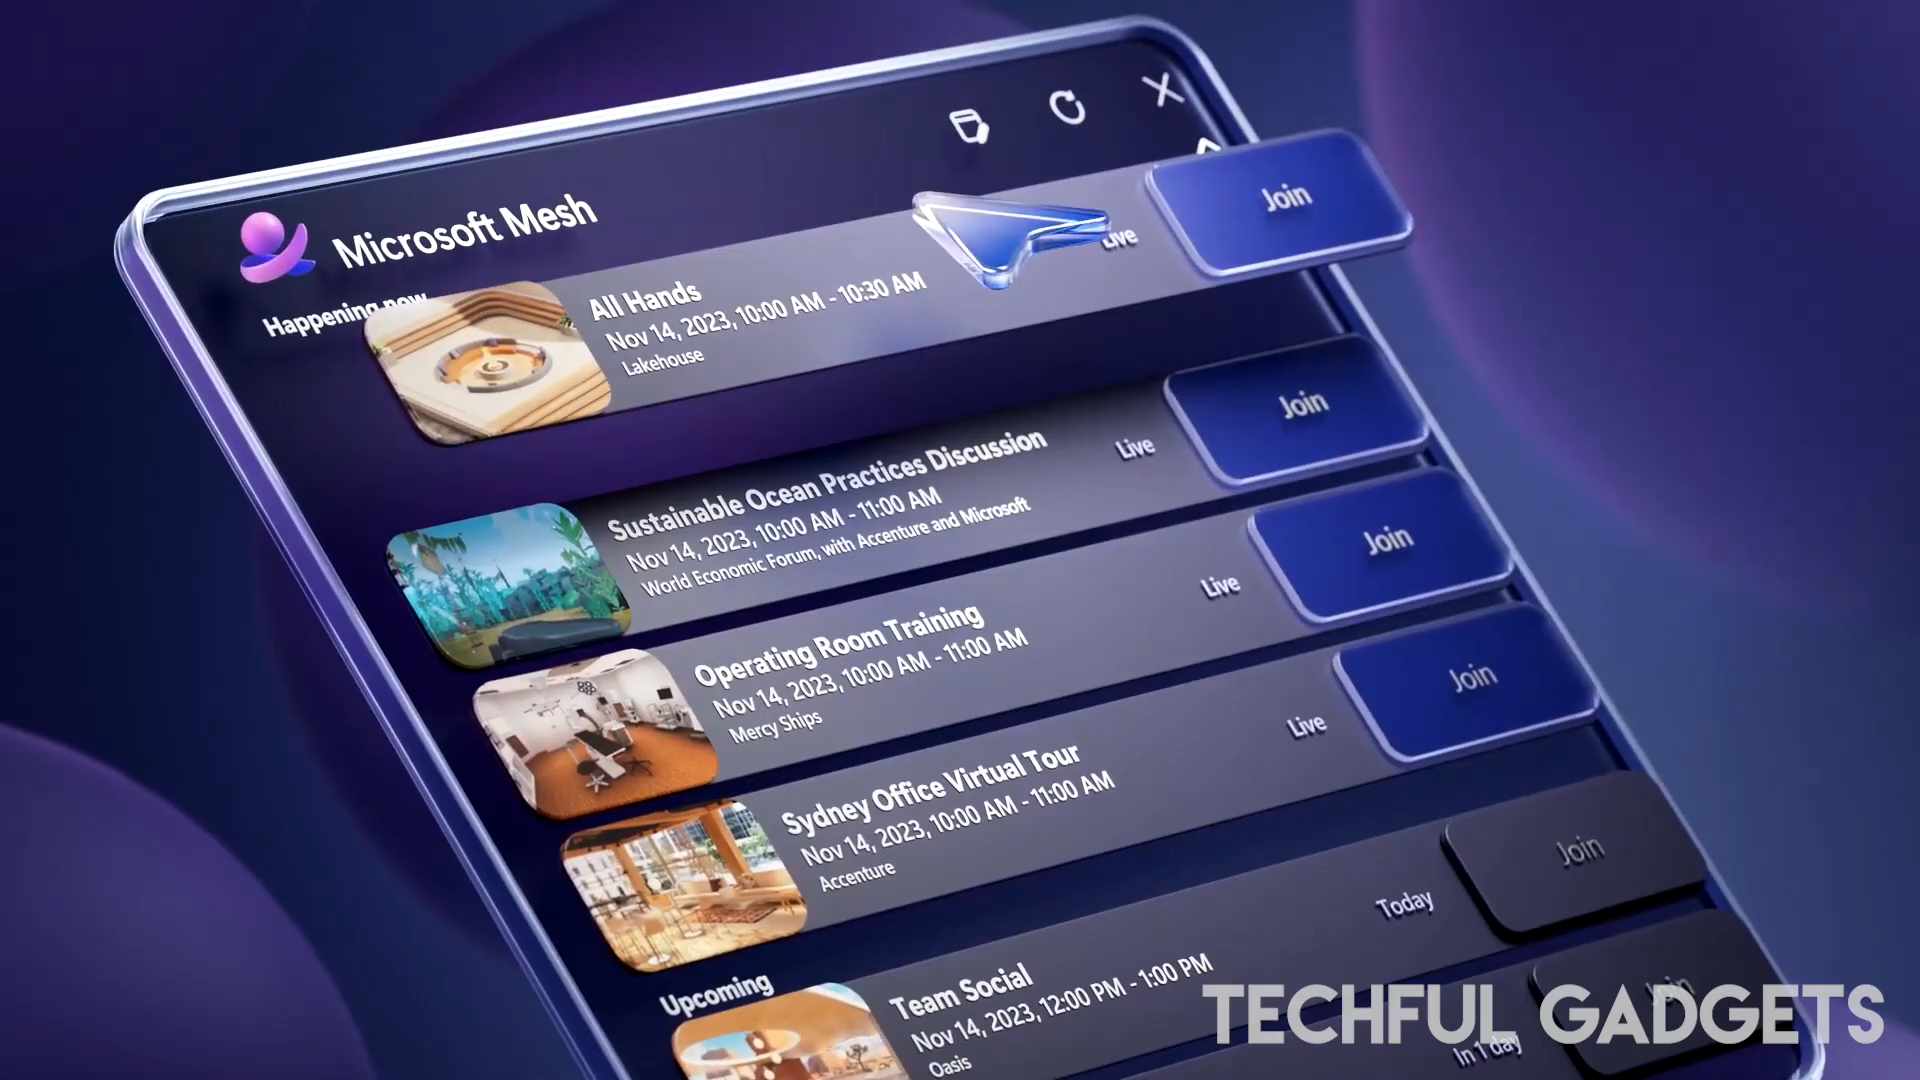 Microsoft Mesh
Happening now
All Hands
Nov 14, 2023, 10:00 AM - 10:30 AM
Lakehouse
Live
Join
Sustainable Ocean Practices Discussion
Nov 14, 2023, 10:00 AM - 11:00 AM
World Economic Forum, with Accenture and Microsoft
Live
Join
Operating Room Training
Nov 14, 2023, 10:00 AM - 11:00 AM
Mercy Ships
Live
Join
Sydney Office Virtual Tour
Nov 14, 2023, 10:00 AM - 11:00 AM
Accenture
Live
Join
Upcoming
Team Social
Nov 14, 2023, 12:00 PM - 1:00 PM
Oasis
Today
Join
In 1 day
Join
TECHFUL GADGETS